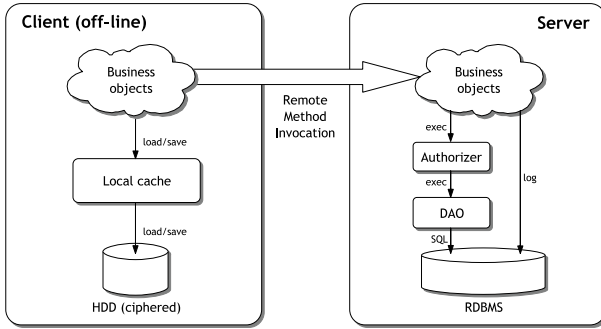 Client (off-line)
Business
objects
load/save
Local cache
load/save
HDD (ciphered)
Remote
Method
Invocation
Server
Business
objects
exec
Authorizer
exec
log
DAO
SQL
RDBMS